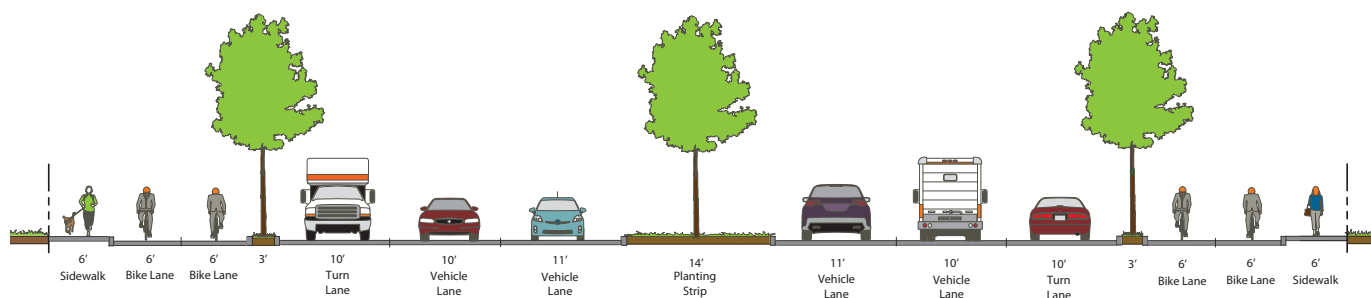 6’
Sidewalk
6’
Bike Lane
6’
Bike Lane
3’
10’
Turn
Lane
10’
Vehicle
Lane
11’
Vehicle
Lane
14’
Planting
Strip
11’
Vehicle
Lane
10’
Vehicle
Lane
10’
Turn
Lane
3’
6’
Bike Lane
6’
Bike Lane
6’
Sidewalk